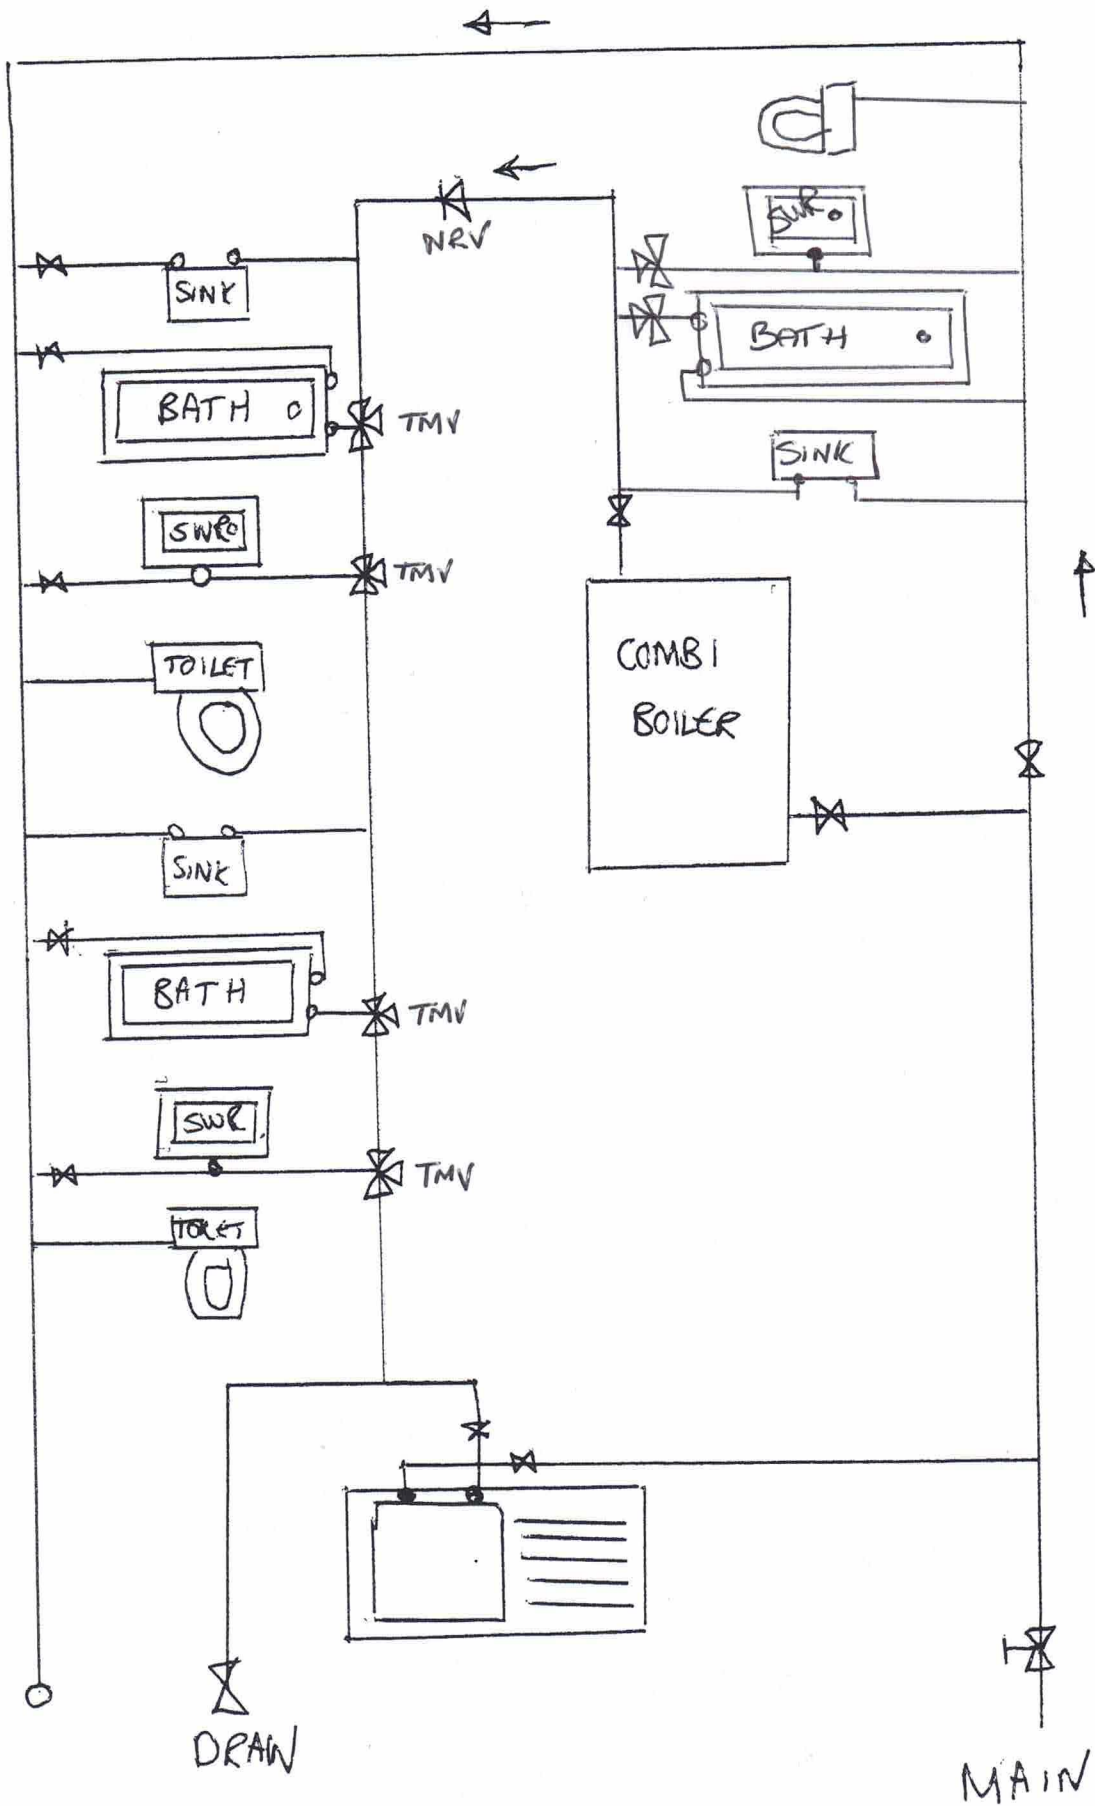 SWR
NRV
SINK
BATH
BATH
TMV
SINK
SWR
TMV
COMBI
BOILER
TOILET
SINK
BATH
TMV
SWR
TMV
TOILET
DRAW
MAIN